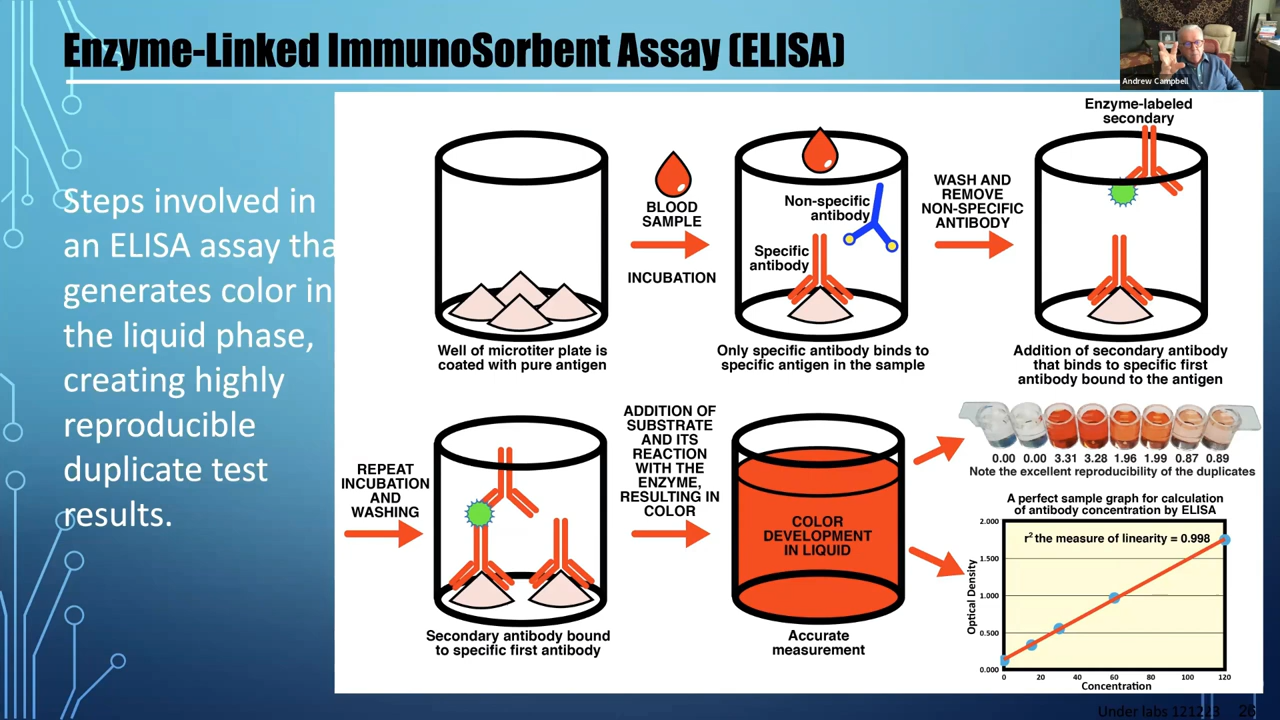 Enzyme-Linked ImmunoSorbent Assay (ELISA)
Andrew Campbell
Steps involved in
an ELISA assay tha
generates color in
the liquid phase,
creating highly
reproducible
duplicate test
results.
BLOOD
SAMPLE
INCUBATION
Well of microtiter plate is
coated with pure antigen
Non-specific
antibody
Specific
antibody
Only specific antibody binds to
specific antigen in the sample
WASH AND
REMOVE
NON-SPECIFIC
ANTIBODY
Enzyme-labeled
secondary
Addition of secondary antibody
that binds to specific first
antibody bound to the antigen
REPEAT
INCUBATION
AND
WASHING
Secondary antibody bound
to specific first antibody
ADDITION OF
SUBSTRATE
AND ITS
REACTION
WITH THE
ENZYME,
RESULTING IN
COLOR
COLOR
DEVELOPMENT
IN LIQUID
Accurate
measurement
0.00 0.00 3.31 3.28 1.96 1.99 0.87 0.89
Note the excellent reproducibility of the duplicates
A perfect sample graph for calculation
of antibody concentration by ELISA
r² the measure of linearity = 0.998
Optical Density
2.000
1.500
1.000
0.500
0.000
0 20 40 60 80 100 120
Concentration
Under labs 121223 26